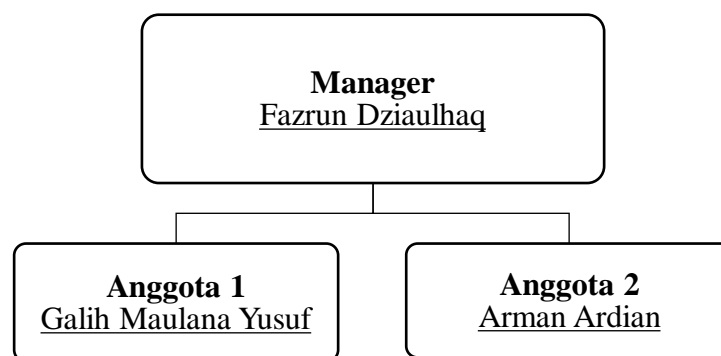 Manager
Fazrun Dziaulhaq
Anggota 1
Galih Maulana Yusuf
Anggota 2
Arman Ardian